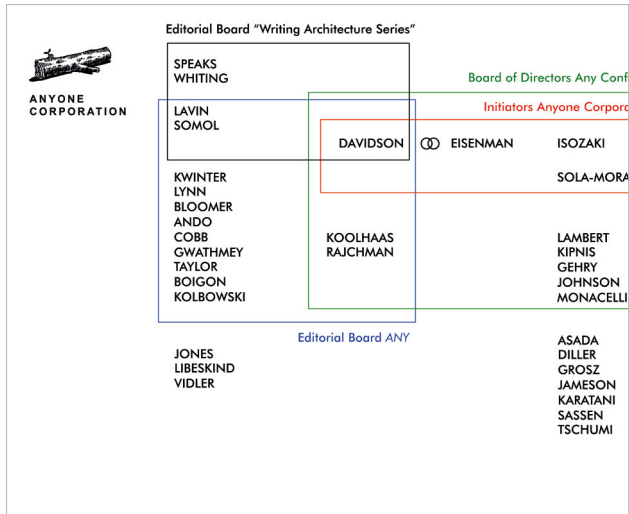 Editorial Board “Writing Architecture Series”
SPEAKS
WHITING
ANYONE
CORPORATION
Board of Directors Any Conf
LAVIN
SOMOL
Initiators Anyone Corpora
DAVIDSON EISENMAN ISOZAKI
KWINTER SOLA-MORA
LYNN
BLOOMER
ANDO
COBB KOOLHAAS LAMBERT
GWATHMEY RAJCHMAN KIPNIS
TAYLOR GEHRY
BOIGON JOHNSON
KOLBOWSKI MONACELLI
Editorial Board ANY
JONES
LIBESKIND
VIDLER
ASADA
DILLER
GROSZ
JAMESON
KARATANI
SASSEN
TSCHUMI